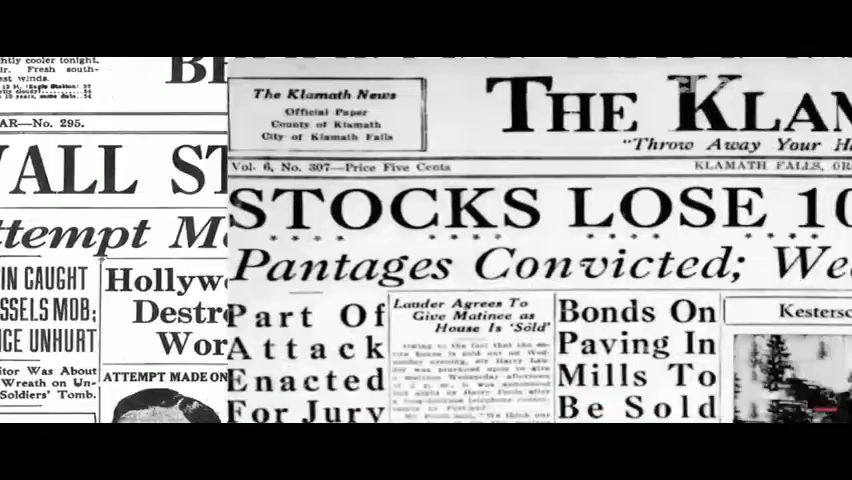 htly cooler tonight.
ir. Fresh south-
est winds.
AR—No. 295.
WALL ST
ttempt M
IN CAUGHT
SSELS MOB;
ICE UNHURT
itor Was About
Wreath on Un-
Soldiers' Tomb.
Hollyw
Destr
Wor
ATTEMPT MADE ON
The Klamath News
Official Paper
County of Klamath
City of Klamath Falls
THE KLAM
"Throw Away Your H
Vol. 6, No. 307—Price Five Cents
KLAMATH FALLS, OR
STOCKS LOSE 10
Pantages Convicted; We
Part Of
Attack
Enacted
For Jury
Lauder Agrees To
Give Matinee as
House Is 'Sold'
Bonds On
Paving In
Mills To
Be Sold
Kesterso